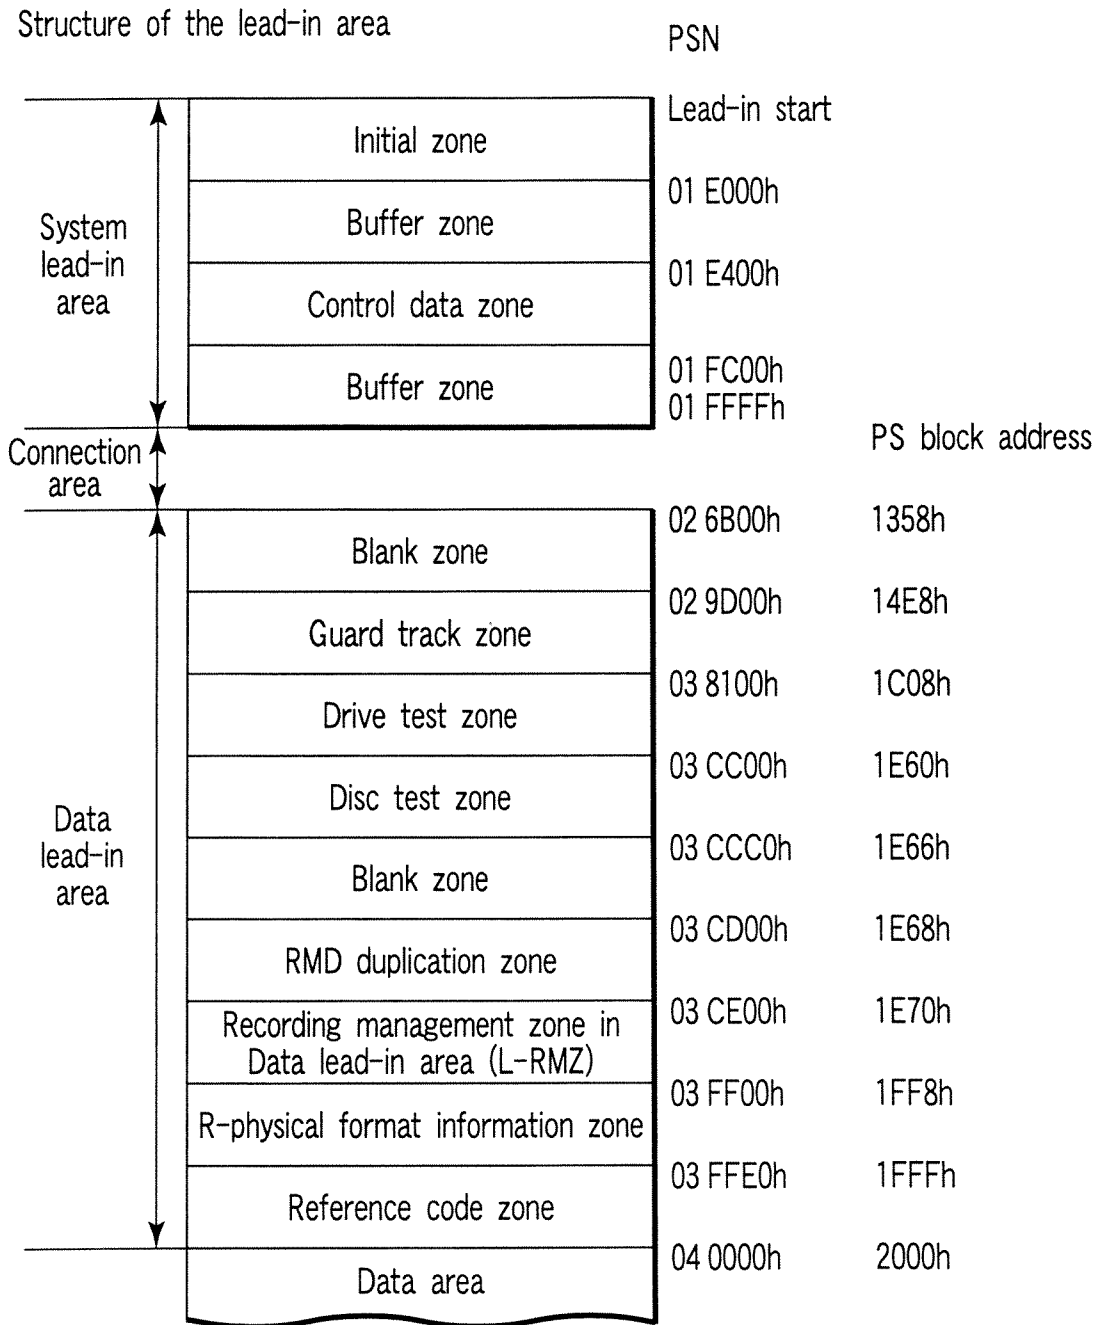 Structure of the lead-in area
PSN
Lead-in start
Initial zone
01 E000h
System
lead-in
area
Buffer zone
01 E400h
Control data zone
01 FC00h
Buffer zone
01 FFFFh
PS block address
Connection
area
02 6B00h 1358h
Blank zone
02 9D00h 14E8h
Guard track zone
03 8100h 1C08h
Drive test zone
03 CC00h 1E60h
Disc test zone
Data
lead-in
area
03 CCC0h 1E66h
Blank zone
03 CD00h 1E68h
RMD duplication zone
03 CE00h 1E70h
Recording management zone in
Data lead-in area (L-RMZ)
03 FF00h 1FF8h
R-physical format information zone
03 FFE0h 1FFFh
Reference code zone
04 0000h 2000h
Data area